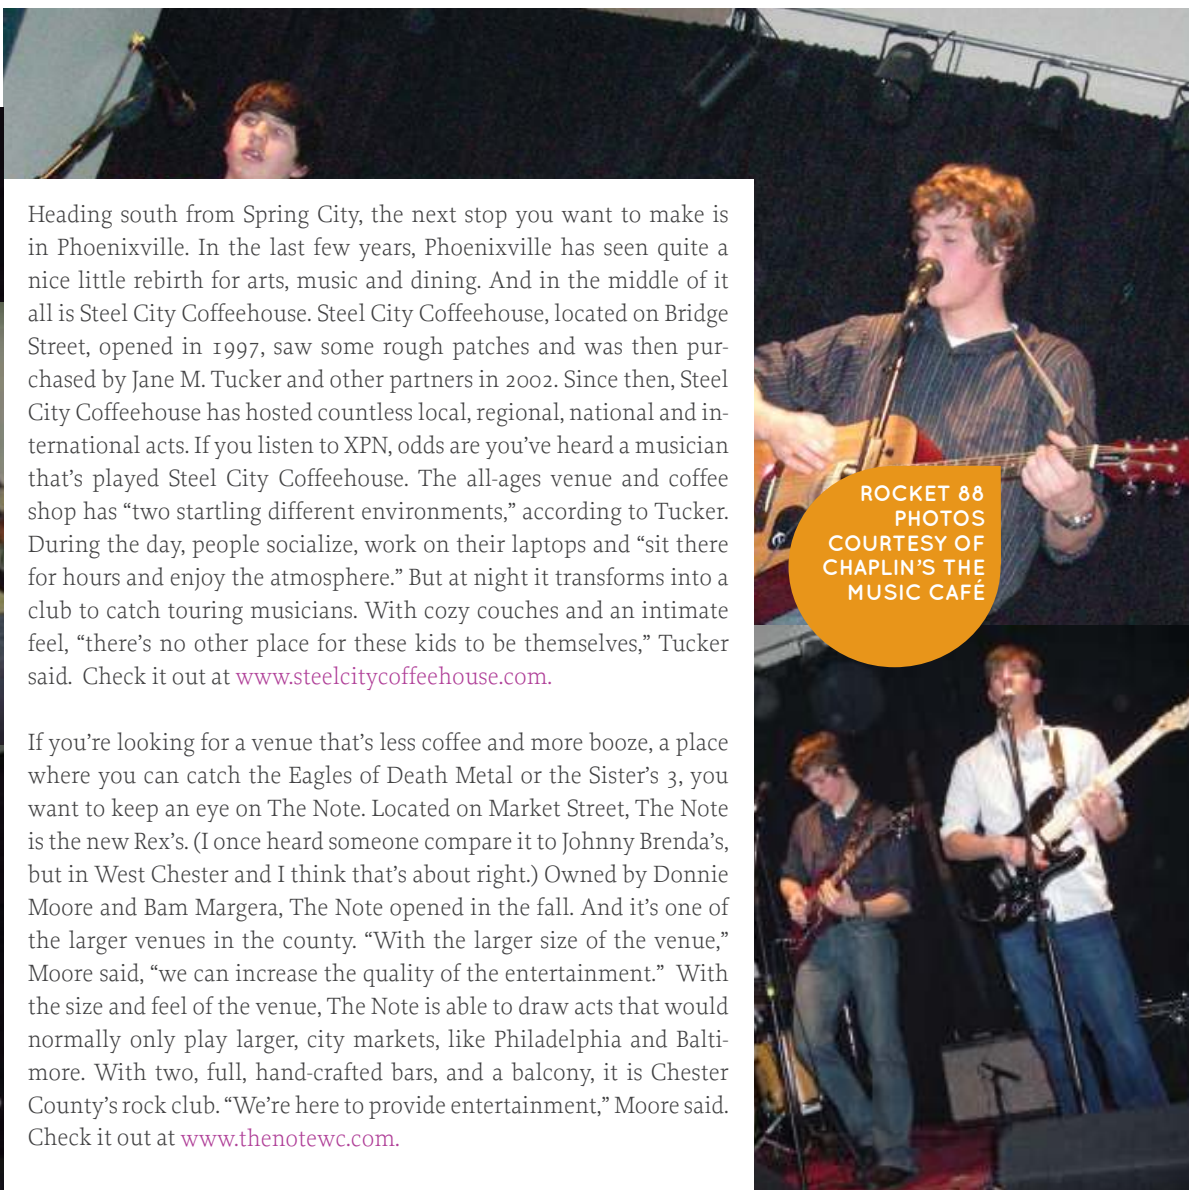 Heading south from Spring City, the next stop you want to make is
in Phoenixville. In the last few years, Phoenixville has seen quite a
nice little rebirth for arts, music and dining. And in the middle of it
all is Steel City Coffeehouse. Steel City Coffeehouse, located on Bridge
Street, opened in 1997, saw some rough patches and was then pur-
chased by Jane M. Tucker and other partners in 2002. Since then, Steel
City Coffeehouse has hosted countless local, regional, national and in-
ternational acts. If you listen to XPN, odds are you’ve heard a musician
that’s played Steel City Coffeehouse. The all-ages venue and coffee
shop has “two startling different environments,” according to Tucker.
During the day, people socialize, work on their laptops and “sit there
for hours and enjoy the atmosphere.” But at night it transforms into a
club to catch touring musicians. With cozy couches and an intimate
feel, “there’s no other place for these kids to be themselves,” Tucker
said.  Check it out at www.steelcitycoffeehouse.com.

If you’re looking for a venue that’s less coffee and more booze, a place
where you can catch the Eagles of Death Metal or the Sister’s 3, you
want to keep an eye on The Note. Located on Market Street, The Note
is the new Rex’s. (I once heard someone compare it to Johnny Brenda’s,
but in West Chester and I think that’s about right.) Owned by Donnie
Moore and Bam Margera, The Note opened in the fall. And it’s one of
the larger venues in the county. “With the larger size of the venue,”
Moore said, “we can increase the quality of the entertainment.”  With
the size and feel of the venue, The Note is able to draw acts that would
normally only play larger, city markets, like Philadelphia and Balti-
more. With two, full, hand-crafted bars, and a balcony, it is Chester
County’s rock club. “We’re here to provide entertainment,” Moore said.
Check it out at www.thenotewc.com.

ROCKET 88
PHOTOS
COURTESY OF
CHAPLIN’S THE
MUSIC CAFÉ